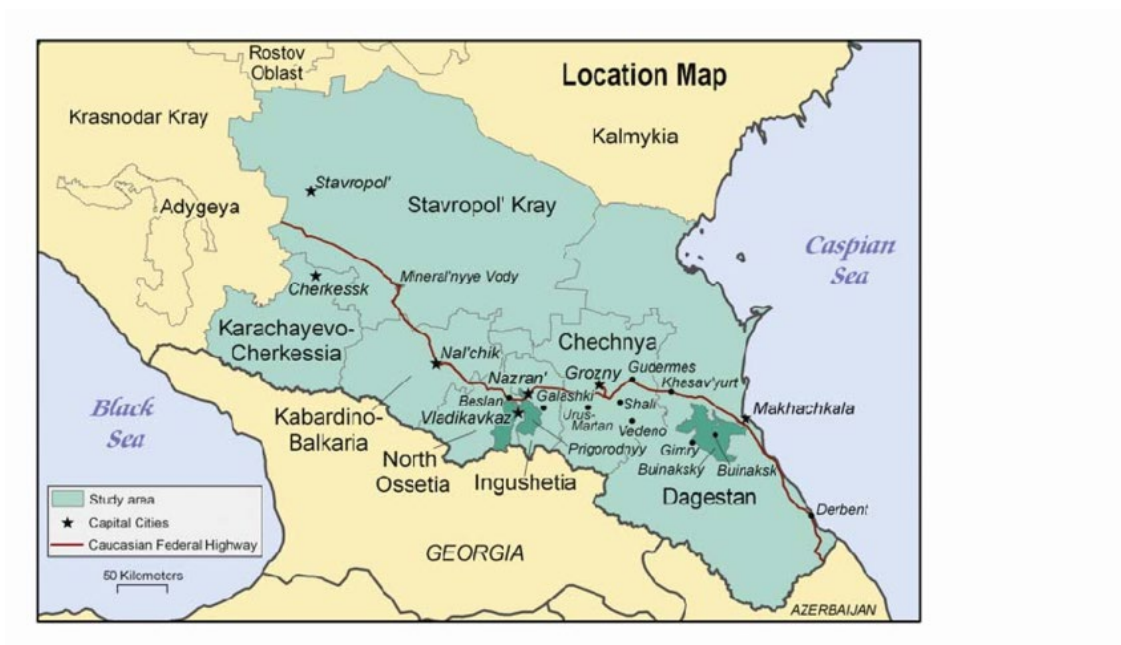 Rostov
Oblast
Location Map
Krasnodar Kray
Kalmykia
Stavropol'
Adygeya
Stavropol' Kray
Caspian
Sea
Mineral'nyye Vody
Cherkessk
Karachayevo-
Cherkessia
Chechnya
Nal'chik
Gudermes
Nazran'
Grozny
Khesav'yurt
Beslan
Galashki
Black
Sea
Kabardino-
Balkaria
Vladikavkaz
Urus-
Martan
Shali
Makhachkala
Vedeno
North
Ossetia
Prigorodnyy
Gimry
Ingushetia
Buinaksky
Buinaksk
Dagestan
Study area
Capital Cities
Caucasian Federal Highway
Derbent
50 Kilometers
GEORGIA
AZERBAIJAN